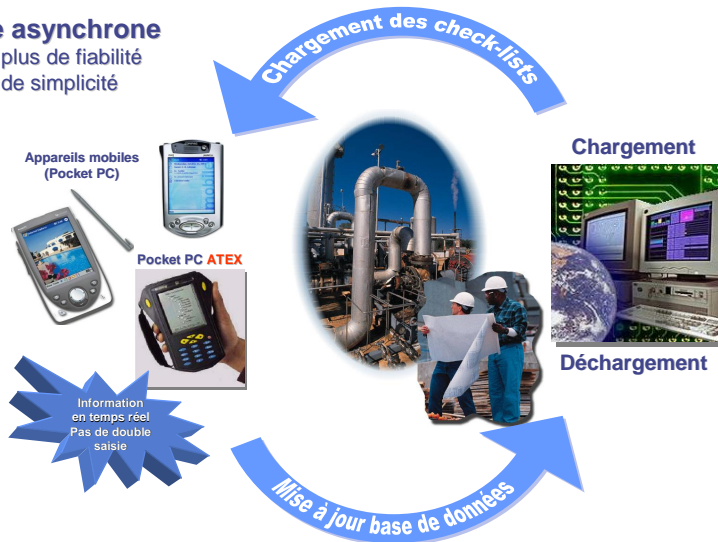 e asynchrone
plus de fiabilité
de simplicité
Chargement des check-lists
Appareils mobiles
(Pocket PC)
Chargement
Pocket PC ATEX
Déchargement
Information
en temps réel
Pas de double
saisie
Mise à jour base de données